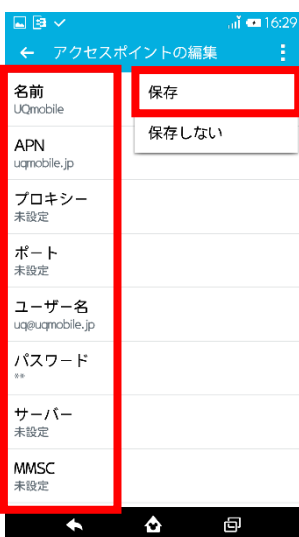 16:29
アクセスポイントの編集
保存
保存しない
名前
UQmobile
APN
uqmobile.jp
プロキシー
未設定
ポート
未設定
ユーザー名
uq@uqmobile.jp
パスワード
**
サーバー
未設定
MMSC
未設定